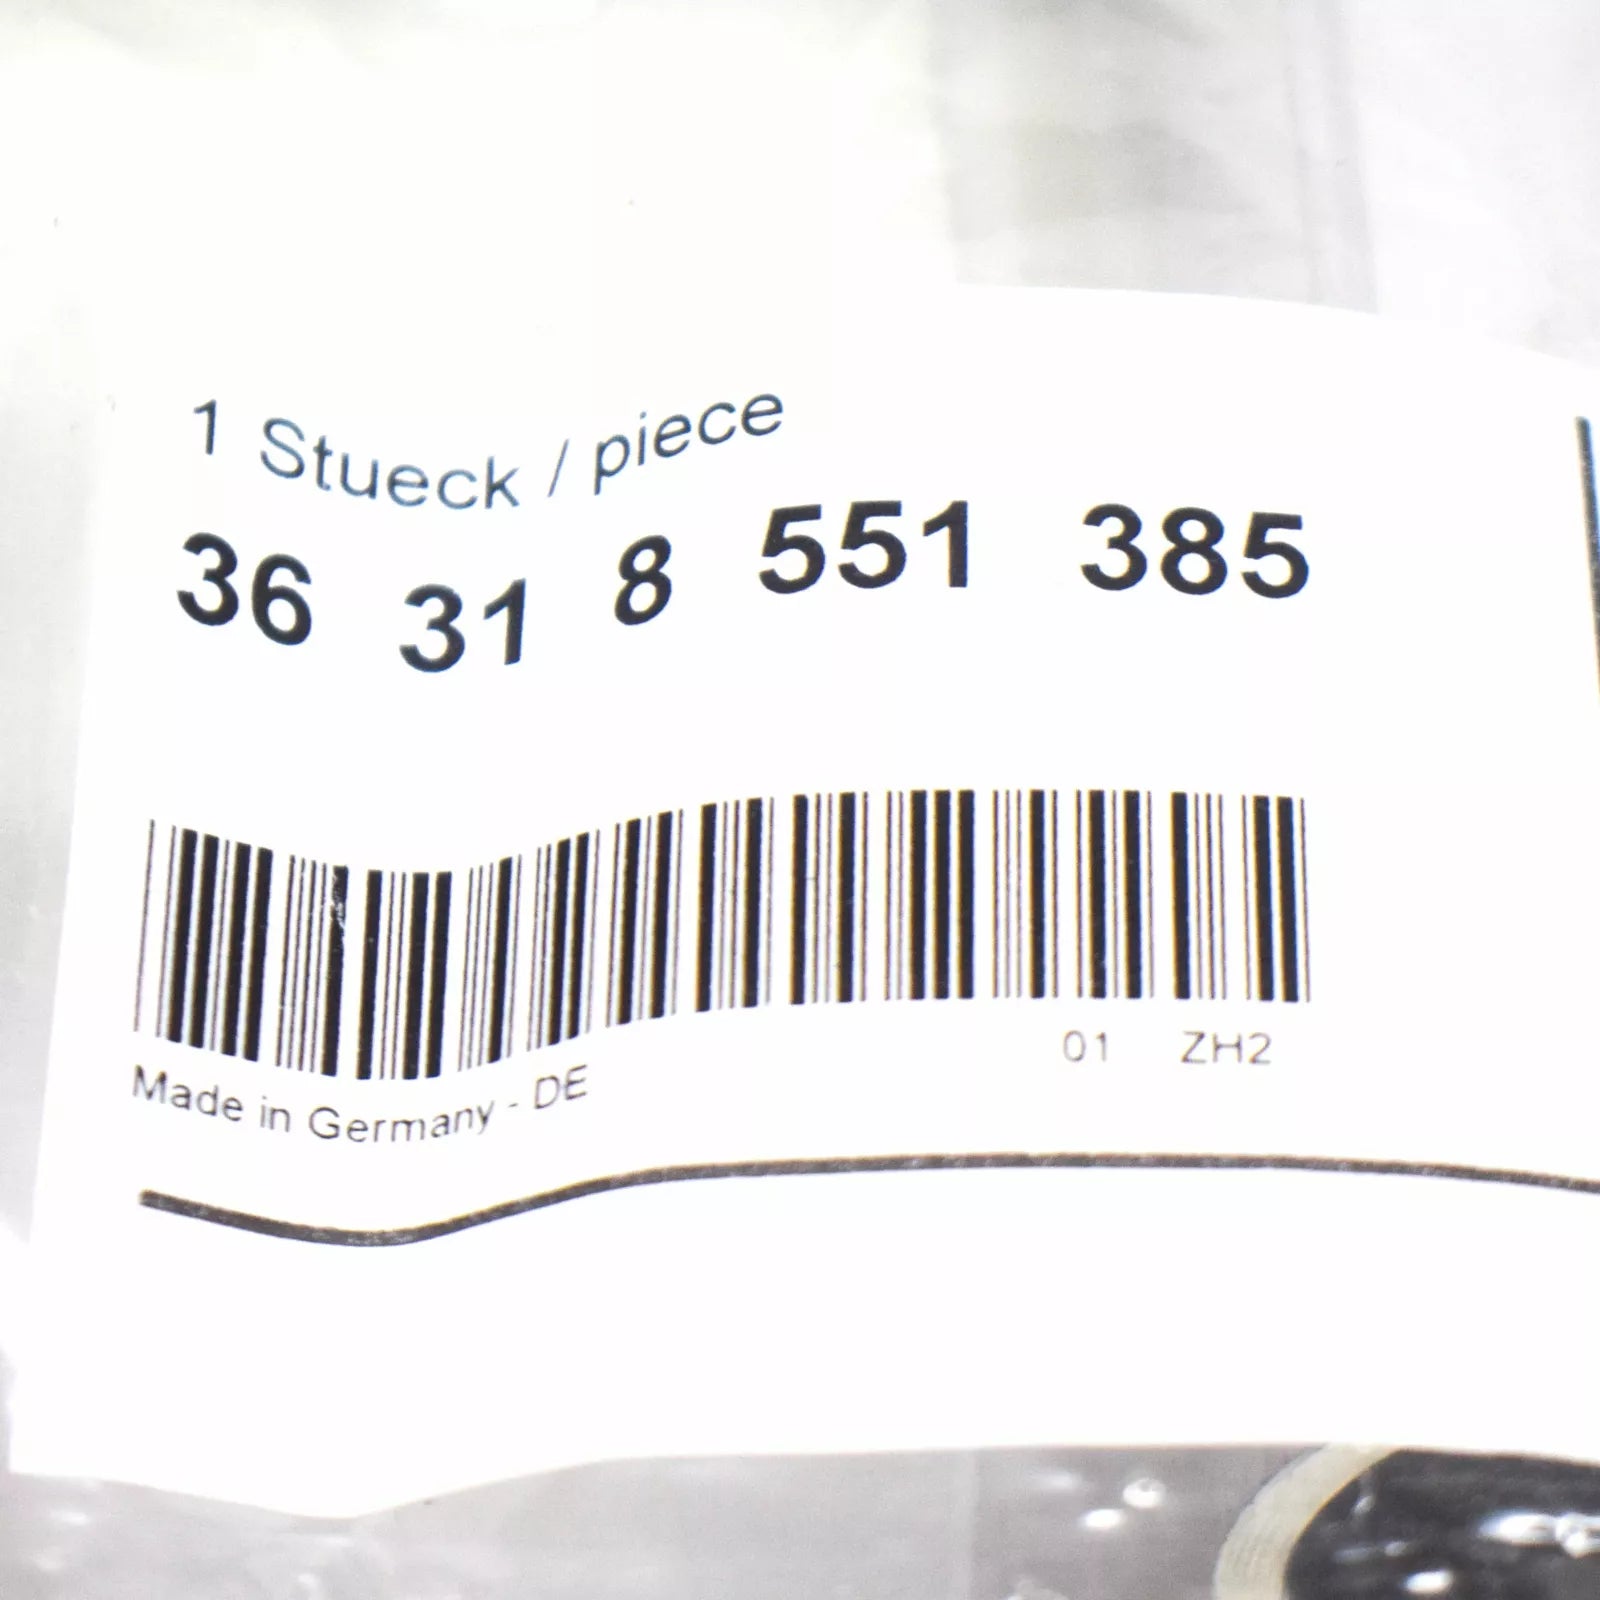 1 Stueck / piece
36 31 8 551 385
01 ZH2
Made in Germany - DE